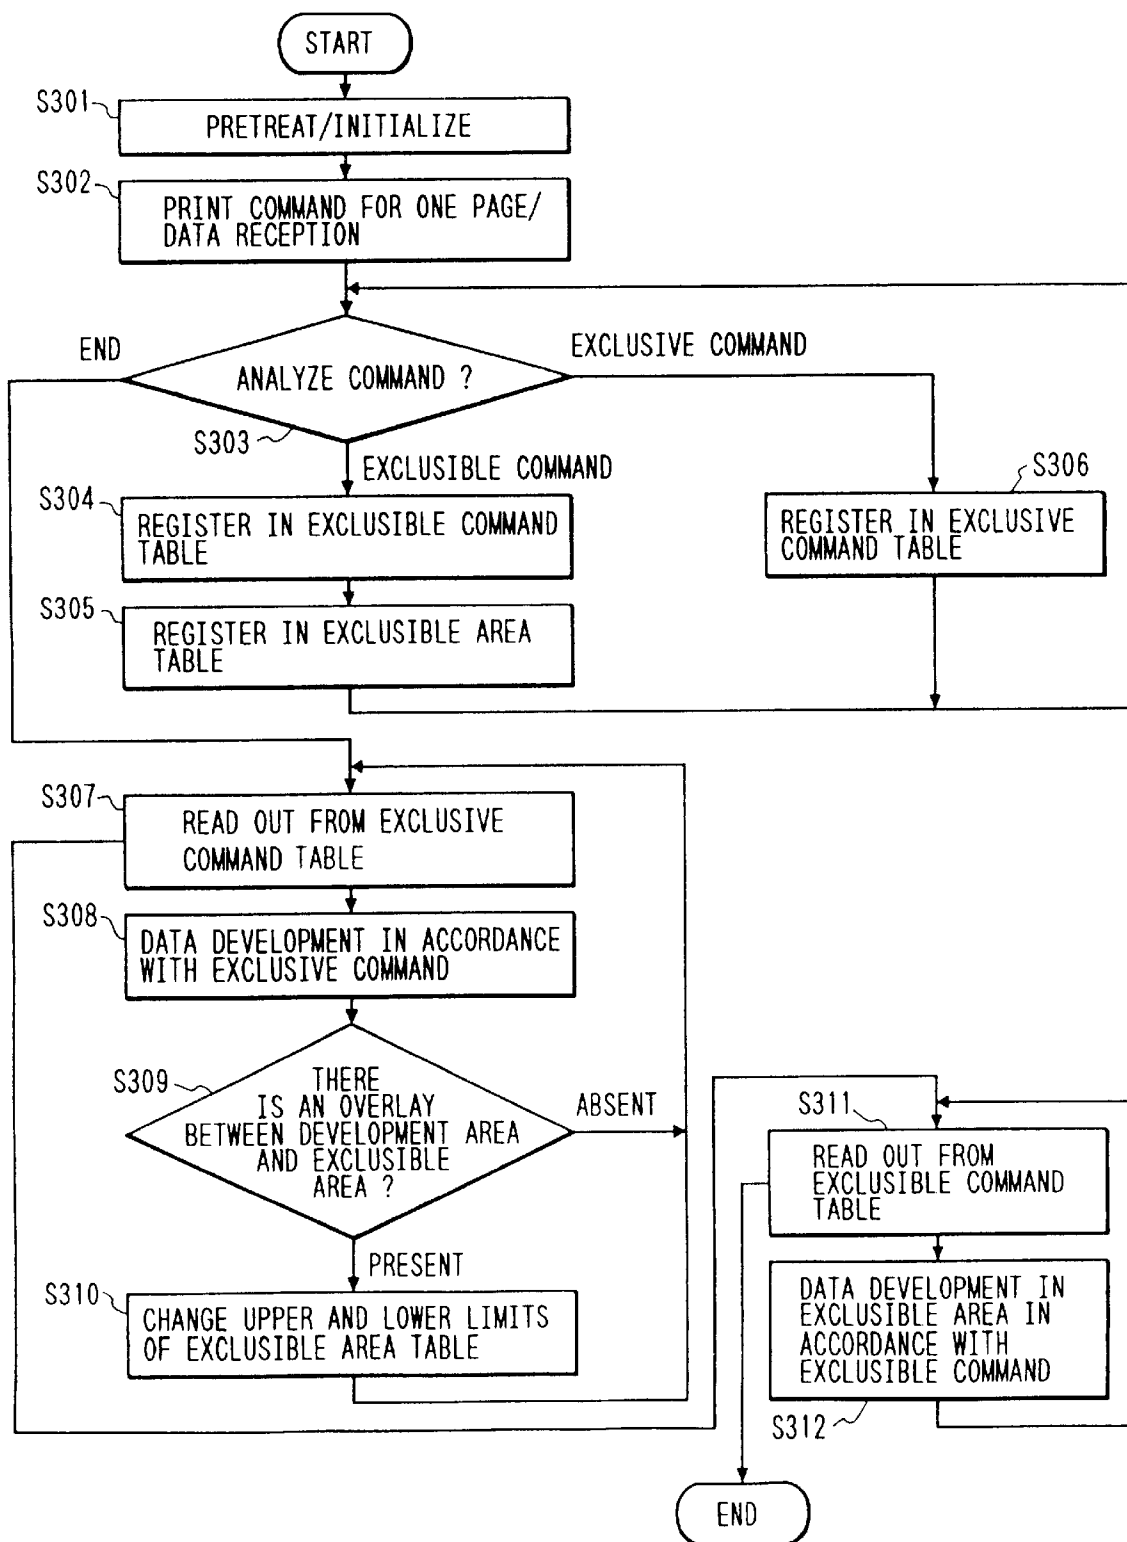 START
S301
PRETREAT/INITIALIZE
S302
PRINT COMMAND FOR ONE PAGE/
DATA RECEPTION
END
EXCLUSIVE COMMAND
ANALYZE COMMAND ?
S303
EXCLUSIBLE COMMAND
S304
REGISTER IN EXCLUSIBLE COMMAND
TABLE
S306
REGISTER IN EXCLUSIVE
COMMAND TABLE
S305
REGISTER IN EXCLUSIBLE AREA
TABLE
S307
READ OUT FROM EXCLUSIVE
COMMAND TABLE
S308
DATA DEVELOPMENT IN ACCORDANCE
WITH EXCLUSIVE COMMAND
S309
THERE
IS AN OVERLAY
BETWEEN DEVELOPMENT AREA
AND EXCLUSIBLE
AREA ?
ABSENT
PRESENT
S310
CHANGE UPPER AND LOWER LIMITS
OF EXCLUSIBLE AREA TABLE
S311
READ OUT FROM
EXCLUSIBLE COMMAND
TABLE
DATA DEVELOPMENT IN
EXCLUSIBLE AREA IN
ACCORDANCE WITH
EXCLUSIBLE COMMAND
S312
END